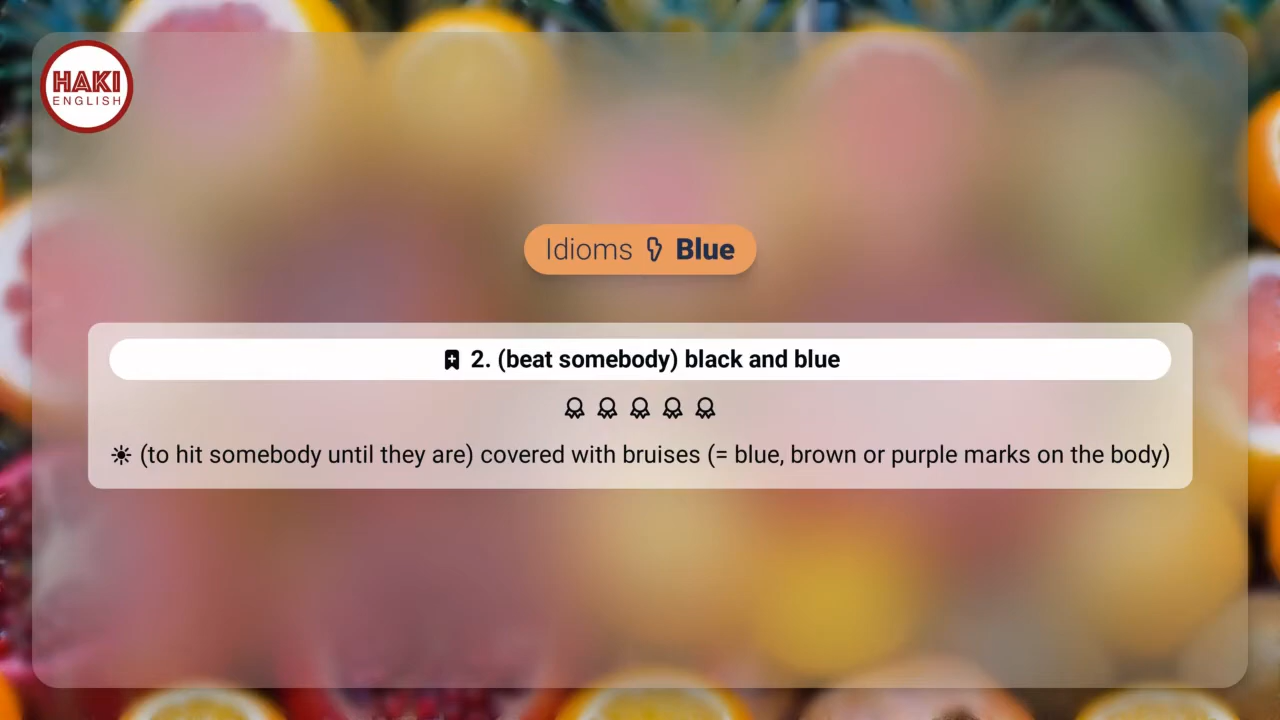 HAKI
ENGLISH
Idioms Blue
2. (beat somebody) black and blue
(to hit somebody until they are) covered with bruises (= blue, brown or purple marks on the body)